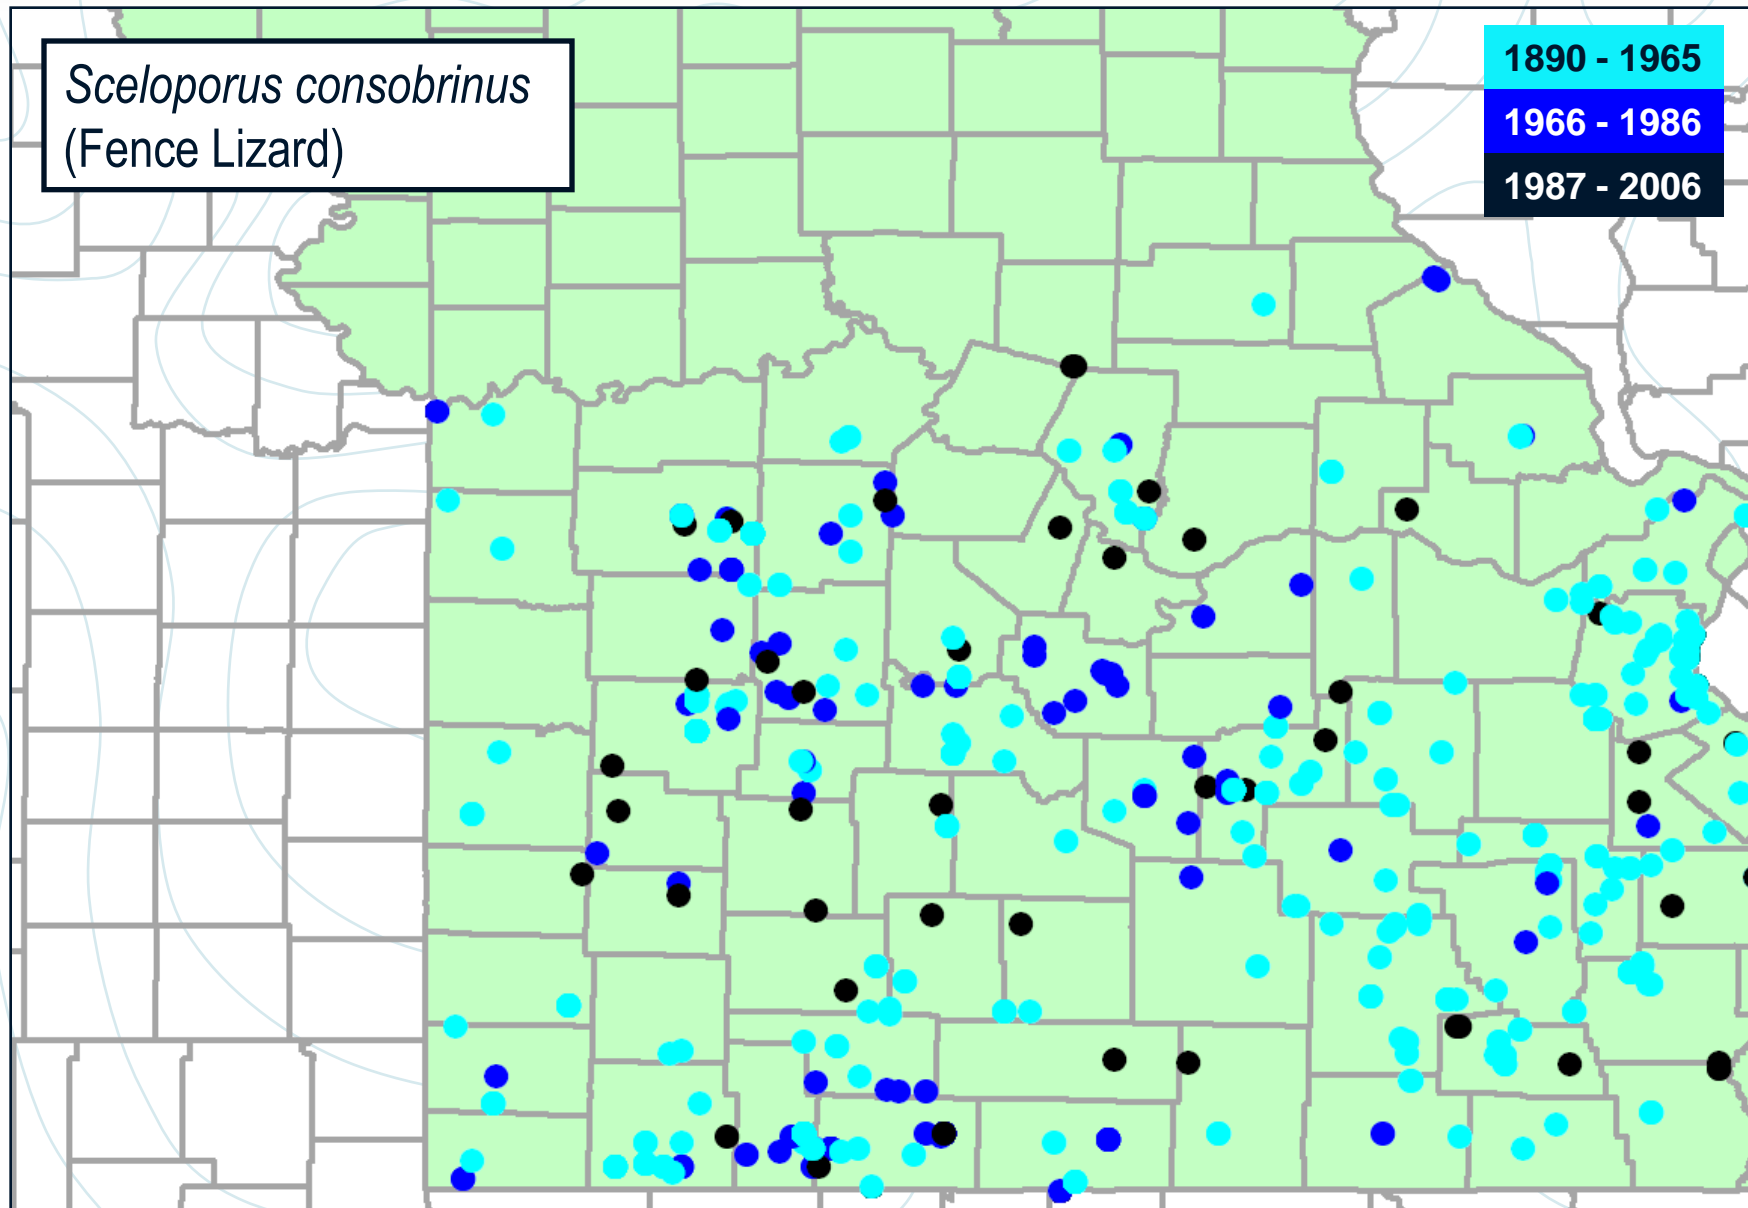 Sceloporus consobrinus
(Fence Lizard)
1890 - 1965
1966 - 1986
1987 - 2006